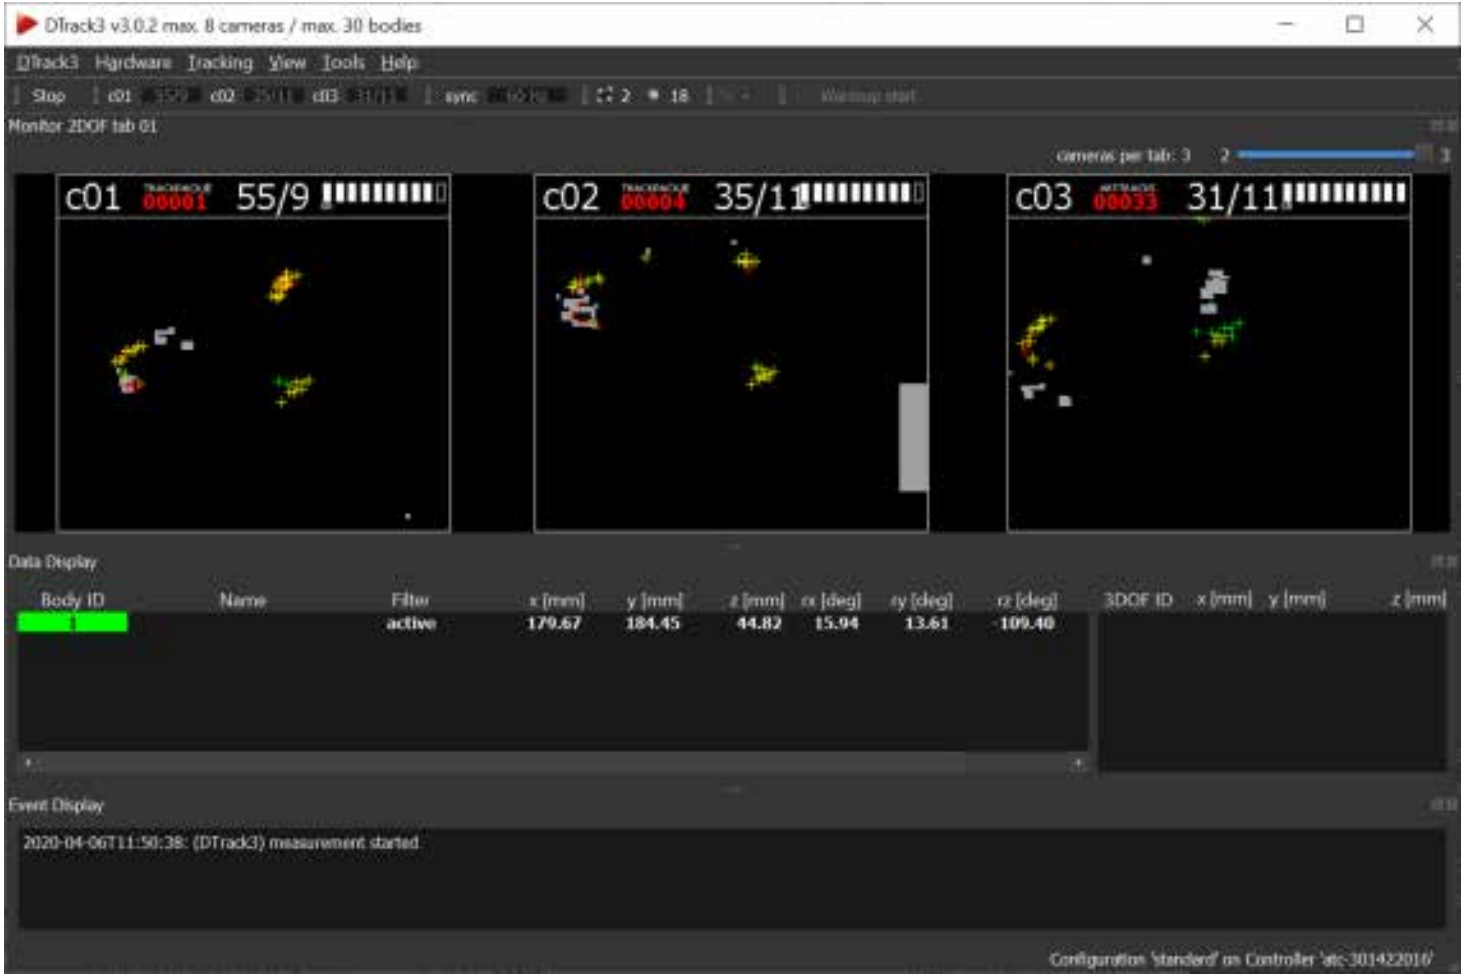 DTrack3 v3.0.2 max. 8 cameras / max. 30 bodies
DTrack3 Hardware Tracking View Tools Help
Stop c01 c02 c03 sync 2 18 Warmup start
Monitor 2DOF tab 01
cameras per tab: 3 2 3
c01 00001 55/9 c02 00004 35/11 c03 00033 31/11
Data Display
Body ID Name Filter x [mm] y [mm] z [mm] rx [deg] ry [deg] rz [deg] 3DOF ID x [mm] y [mm] z [mm]
1 active 179.67 184.45 44.82 15.94 13.61 -109.40
Event Display
2020-04-06T11:50:38: (DTrack3) measurement started
Configuration 'standard' on Controller 'atc-301422010'